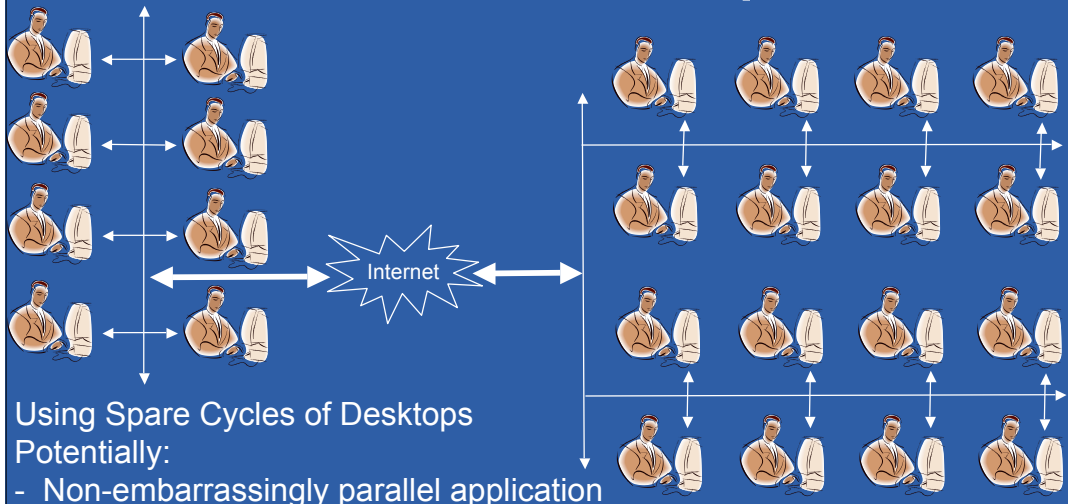 Internet
Using Spare Cycles of Desktops
Potentially:
- Non-embarrassingly parallel application